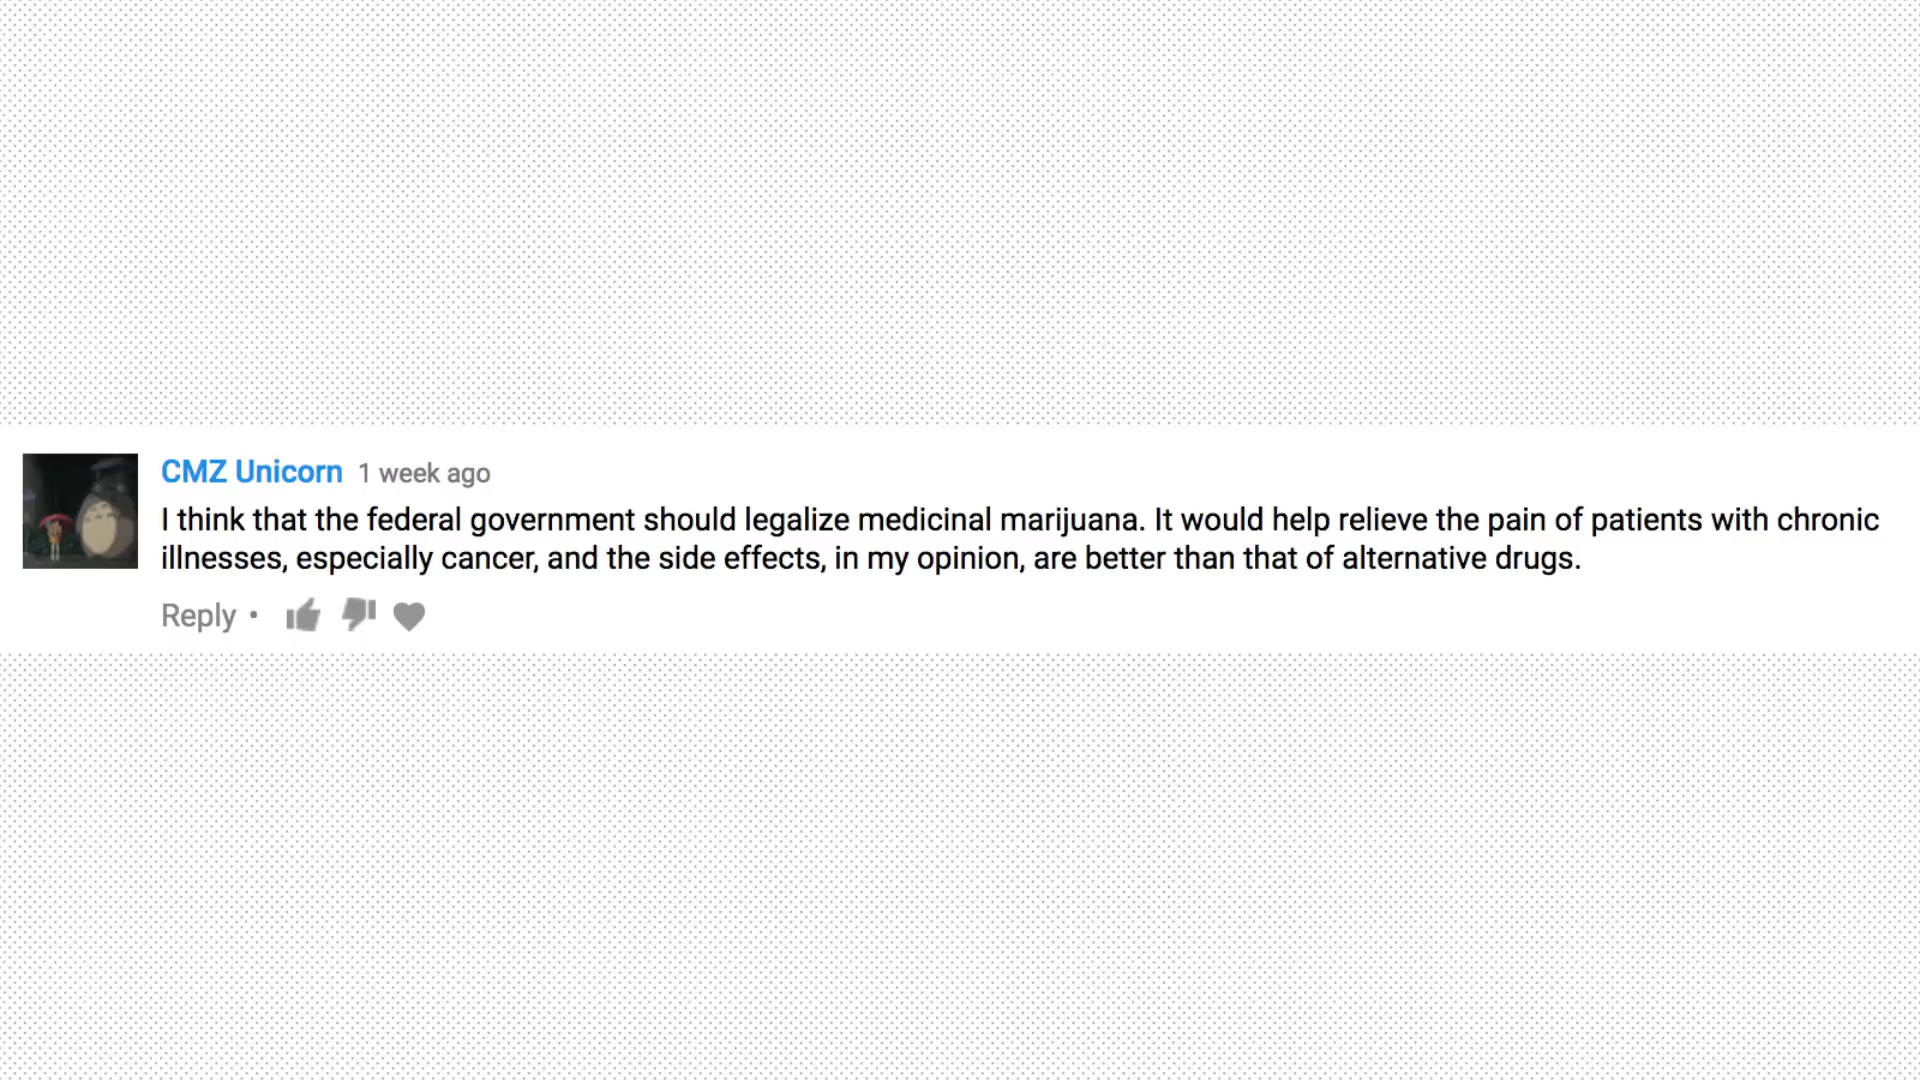 CMZ Unicorn 1 week ago
I think that the federal government should legalize medicinal marijuana. It would help relieve the pain of patients with chronic
illnesses, especially cancer, and the side effects, in my opinion, are better than that of alternative drugs.
Reply •